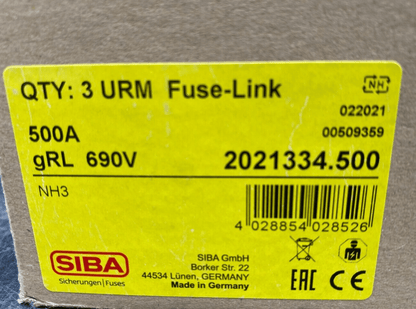 QTY: 3 URM Fuse-Link
NH
022021
500A
00509359
gRL 690V
2021334.500
NH3
4 028854 028526
SIBA
Sicherungen | Fuses
SIBA GmbH
Borker Str. 22
44534 Lünen, GERMANY
Made in Germany
EAC CE